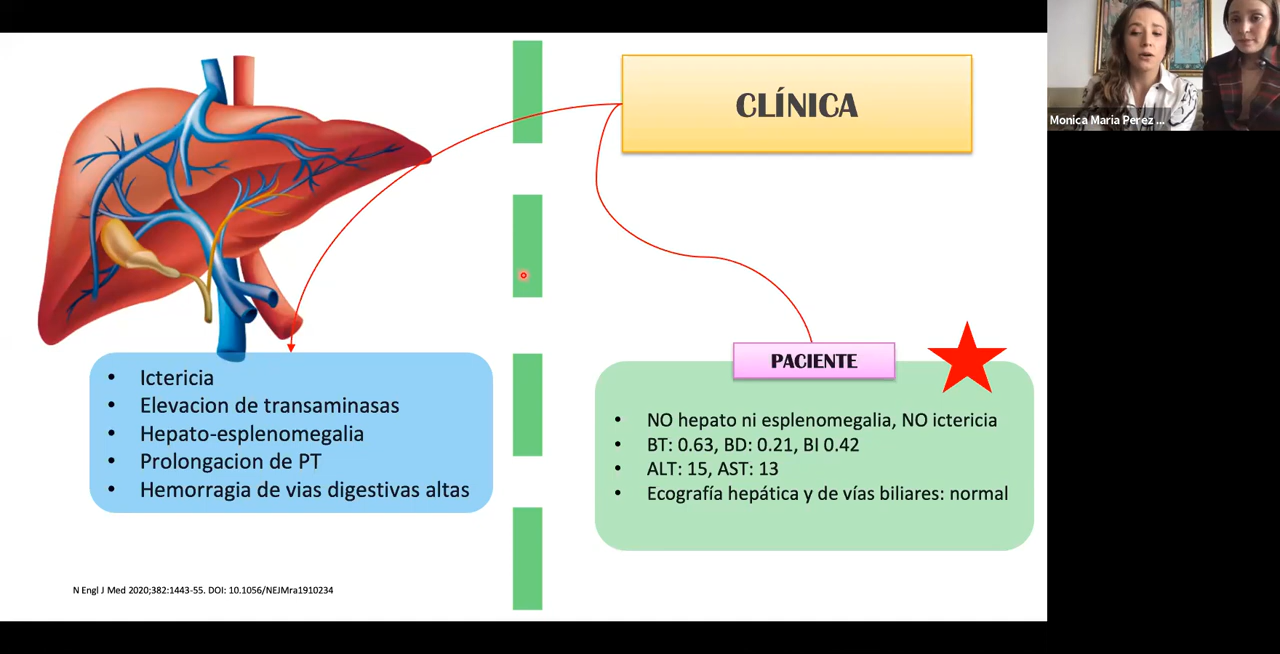 CLÍNICA
Monica Maria Perez ...
PACIENTE
• Ictericia
• Elevacion de transaminasas
• Hepato-esplenomegalia
• Prolongacion de PT
• Hemorragia de vias digestivas altas
• NO hepato ni esplenomegalia, NO ictericia
• BT: 0.63, BD: 0.21, BI 0.42
• ALT: 15, AST: 13
• Ecografía hepática y de vías biliares: normal
N Engl J Med 2020;382:1443-55. DOI: 10.1056/NEJMra1910234